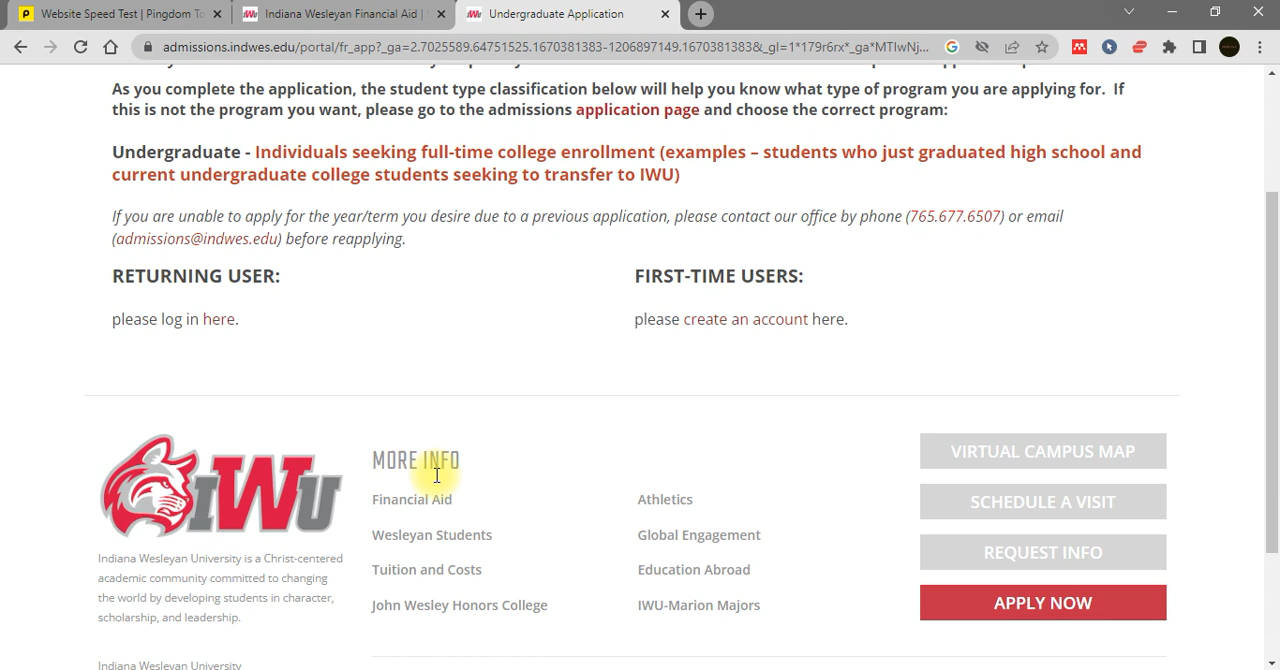 Website Speed Test | Pingdom To
Indiana Wesleyan Financial Aid |
Undergraduate Application
admissions.indwes.edu/portal/fr_app?_ga=2.7025589.64751525.1670381383-1206897149.1670381383&_gl=1*179r6rx*_ga*MTIwNj...
As you complete the application, the student type classification below will help you know what type of program you are applying for. If
this is not the program you want, please go to the admissions application page and choose the correct program:
Undergraduate - Individuals seeking full-time college enrollment (examples – students who just graduated high school and
current undergraduate college students seeking to transfer to IWU)
If you are unable to apply for the year/term you desire due to a previous application, please contact our office by phone (765.677.6507) or email
(admissions@indwes.edu) before reapplying.
RETURNING USER:
please log in here.
FIRST-TIME USERS:
please create an account here.
IWU
Indiana Wesleyan University is a Christ-centered
academic community committed to changing
the world by developing students in character,
scholarship, and leadership.
Indiana Wesleyan University
MORE INFO
Financial Aid
Wesleyan Students
Tuition and Costs
John Wesley Honors College
Athletics
Global Engagement
Education Abroad
IWU-Marion Majors
VIRTUAL CAMPUS MAP
SCHEDULE A VISIT
REQUEST INFO
APPLY NOW